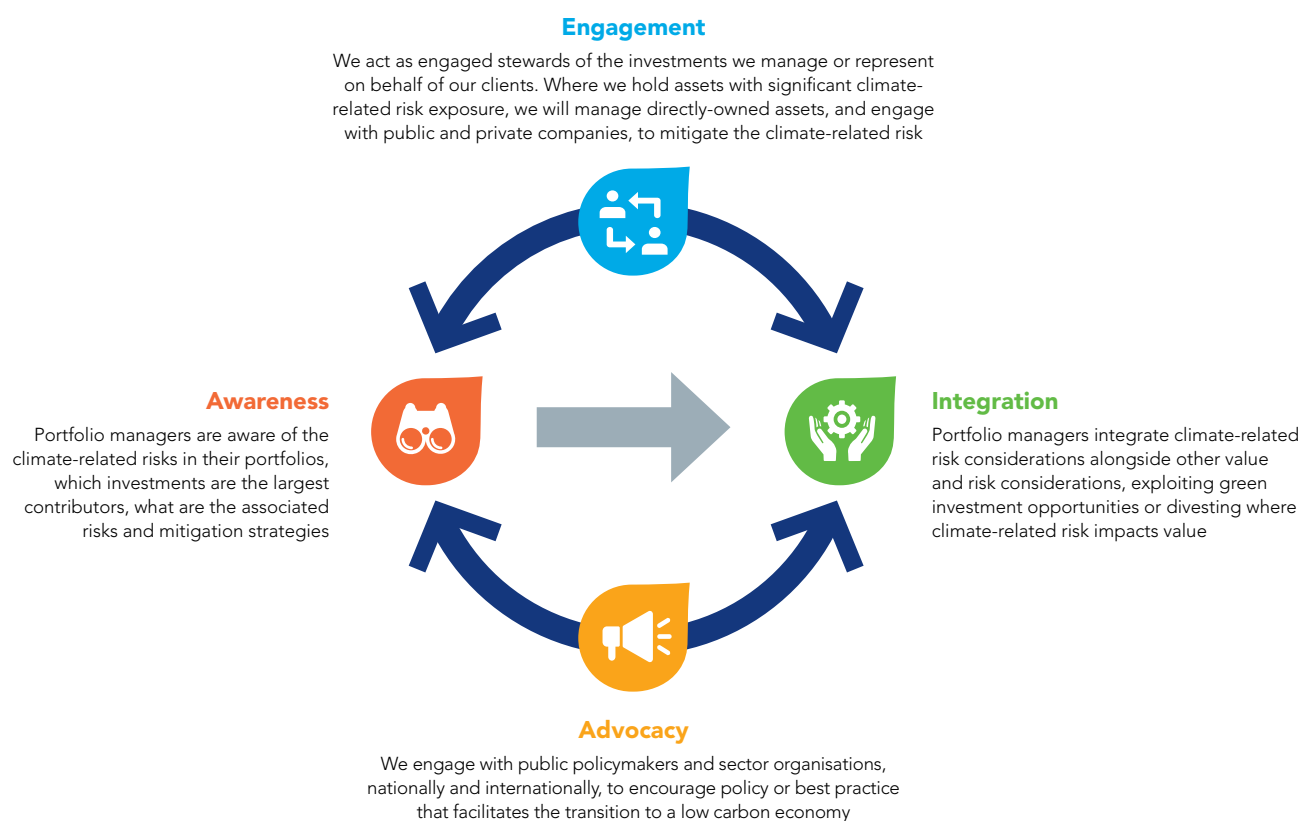 Engagement
We act as engaged stewards of the investments we manage or represent
on behalf of our clients. Where we hold assets with significant climate-
related risk exposure, we will manage directly-owned assets, and engage
with public and private companies, to mitigate the climate-related risk
Awareness
Portfolio managers are aware of the
climate-related risks in their portfolios,
which investments are the largest
contributors, what are the associated
risks and mitigation strategies
Integration
Portfolio managers integrate climate-related
risk considerations alongside other value
and risk considerations, exploiting green
investment opportunities or divesting where
climate-related risk impacts value
Advocacy
We engage with public policymakers and sector organisations,
nationally and internationally, to encourage policy or best practice
that facilitates the transition to a low carbon economy